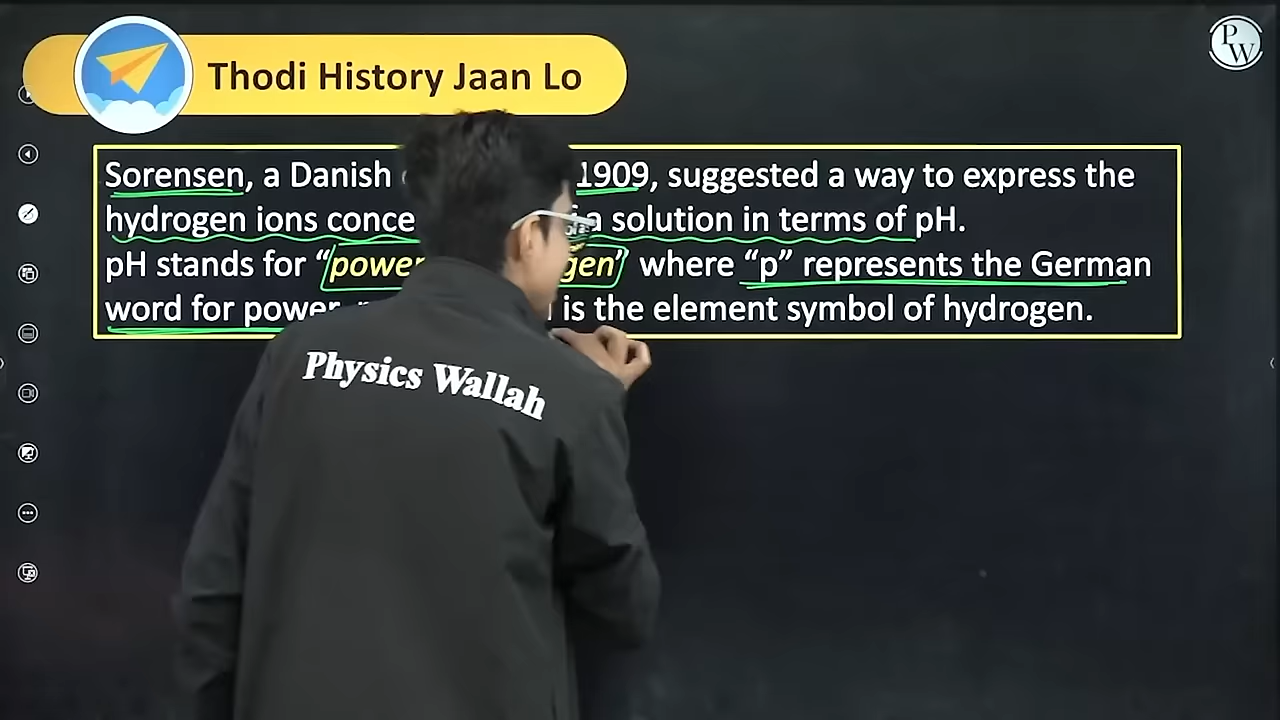 Thodi History Jaan Lo
PW
Sorensen, a Danish 1909, suggested a way to express the
hydrogen ions conce a solution in terms of pH.
pH stands for “power gen” where “p” represents the German
word for power is the element symbol of hydrogen.
Physics Wallah